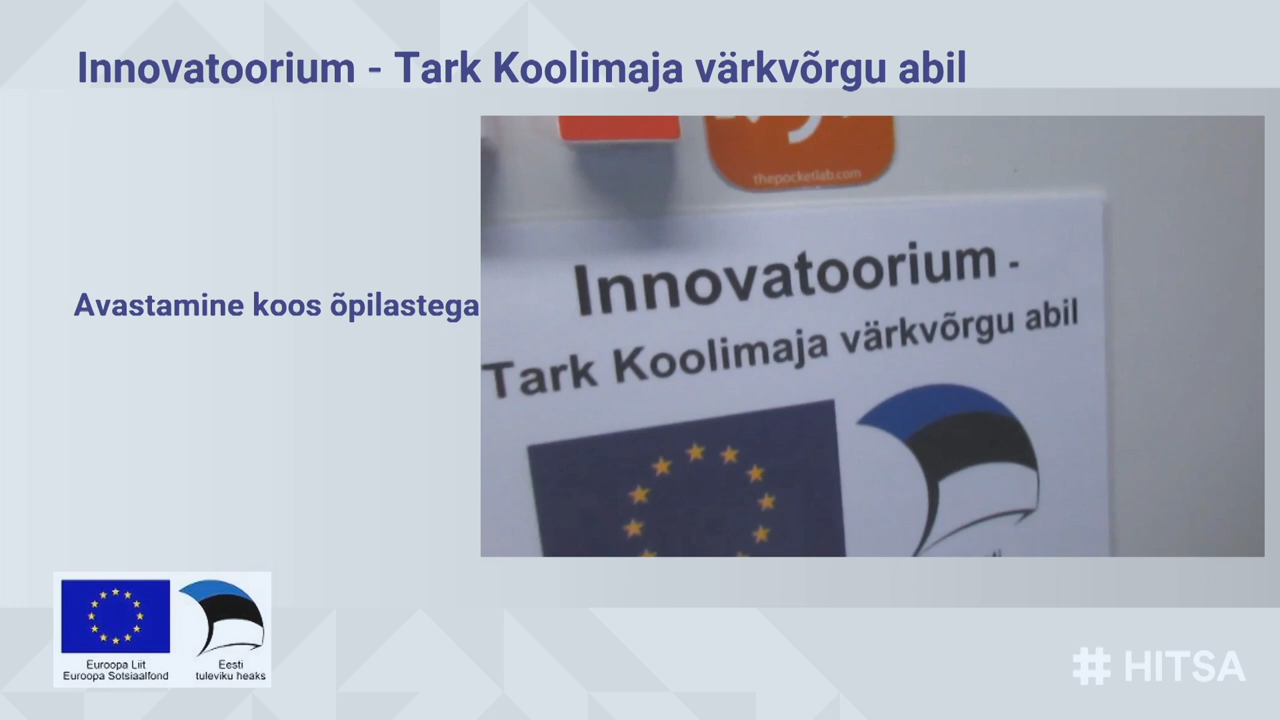 Innovatoorium - Tark Koolimaja värkvõrgu abil
Avastamine koos õpilastega
thepocketlab.com
Innovatoorium -
Tark Koolimaja värkvõrgu abil
Euroopa Liit
Euroopa Sotsiaalfond
Eesti
tuleviku heaks
# HITSA